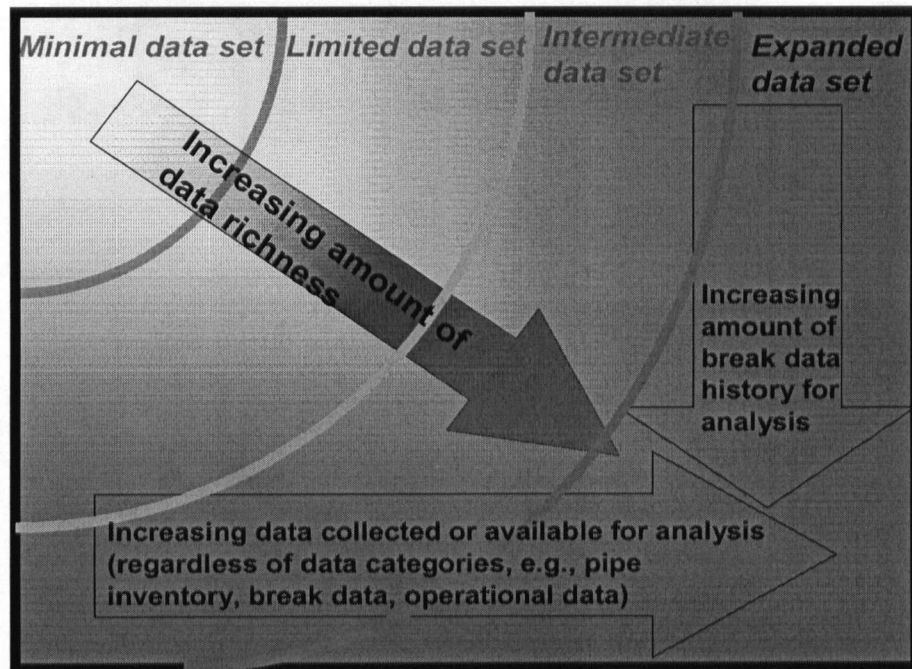 Minimal data set
Limited data set
Intermediate
data set
Expanded
data set
Increasing amount of
data richness
Increasing
amount of
break data
history for
analysis
Increasing data collected or available for analysis
(regardless of data categories, e.g., pipe
inventory, break data, operational data)